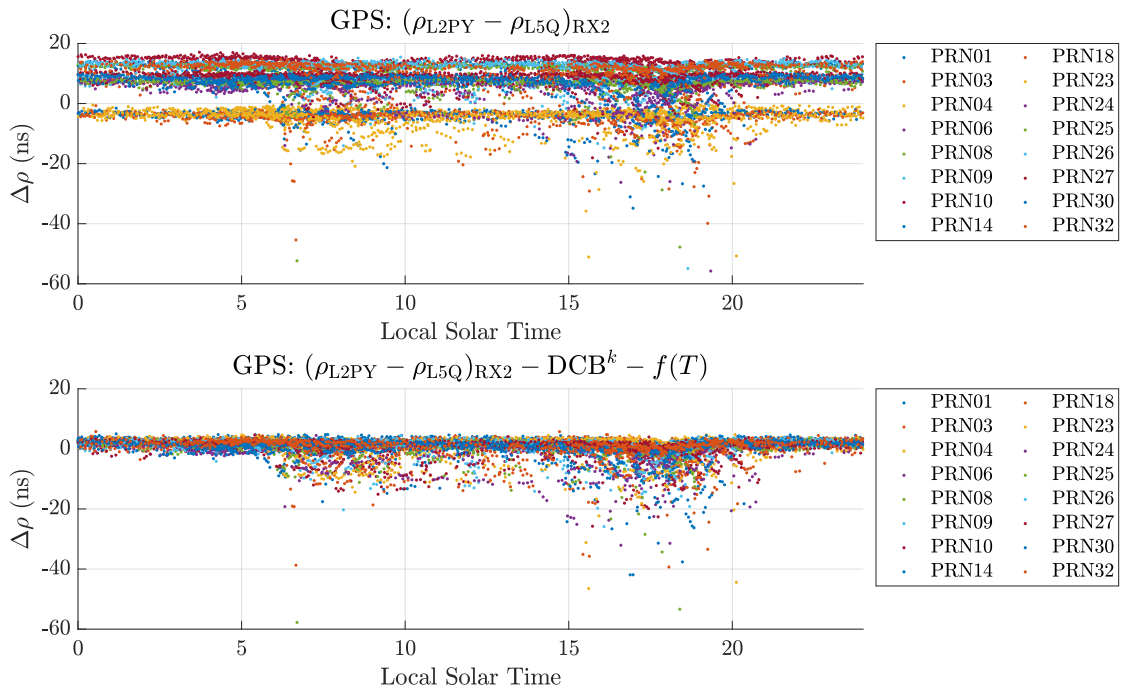 GPS: (ρL2PY − ρL5Q)RX2
20
0
-20
-40
-60
Δρ (ns)
0 5 10 15 20
Local Solar Time
PRN01 PRN18
PRN03 PRN23
PRN04 PRN24
PRN06 PRN25
PRN08 PRN26
PRN09 PRN27
PRN10 PRN30
PRN14 PRN32
GPS: (ρL2PY − ρL5Q)RX2 − DCB^k − f(T)
20
0
-20
-40
-60
Δρ (ns)
0 5 10 15 20
Local Solar Time
PRN01 PRN18
PRN03 PRN23
PRN04 PRN24
PRN06 PRN25
PRN08 PRN26
PRN09 PRN27
PRN10 PRN30
PRN14 PRN32